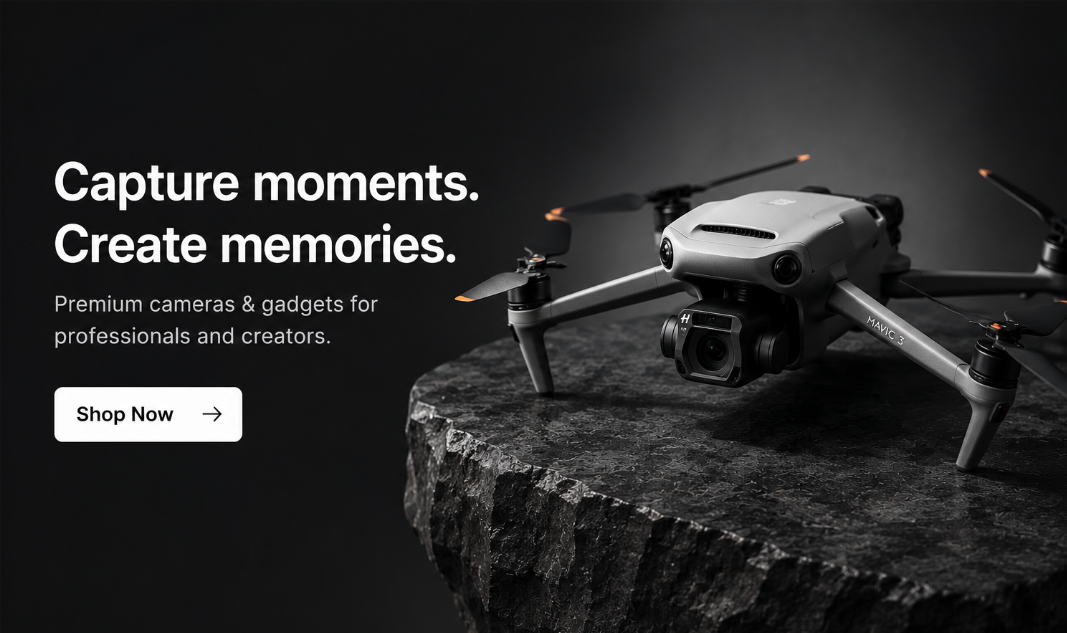 Capture moments.
Create memories.
Premium cameras & gadgets for
professionals and creators.
Shop Now
MAVIC 3
H